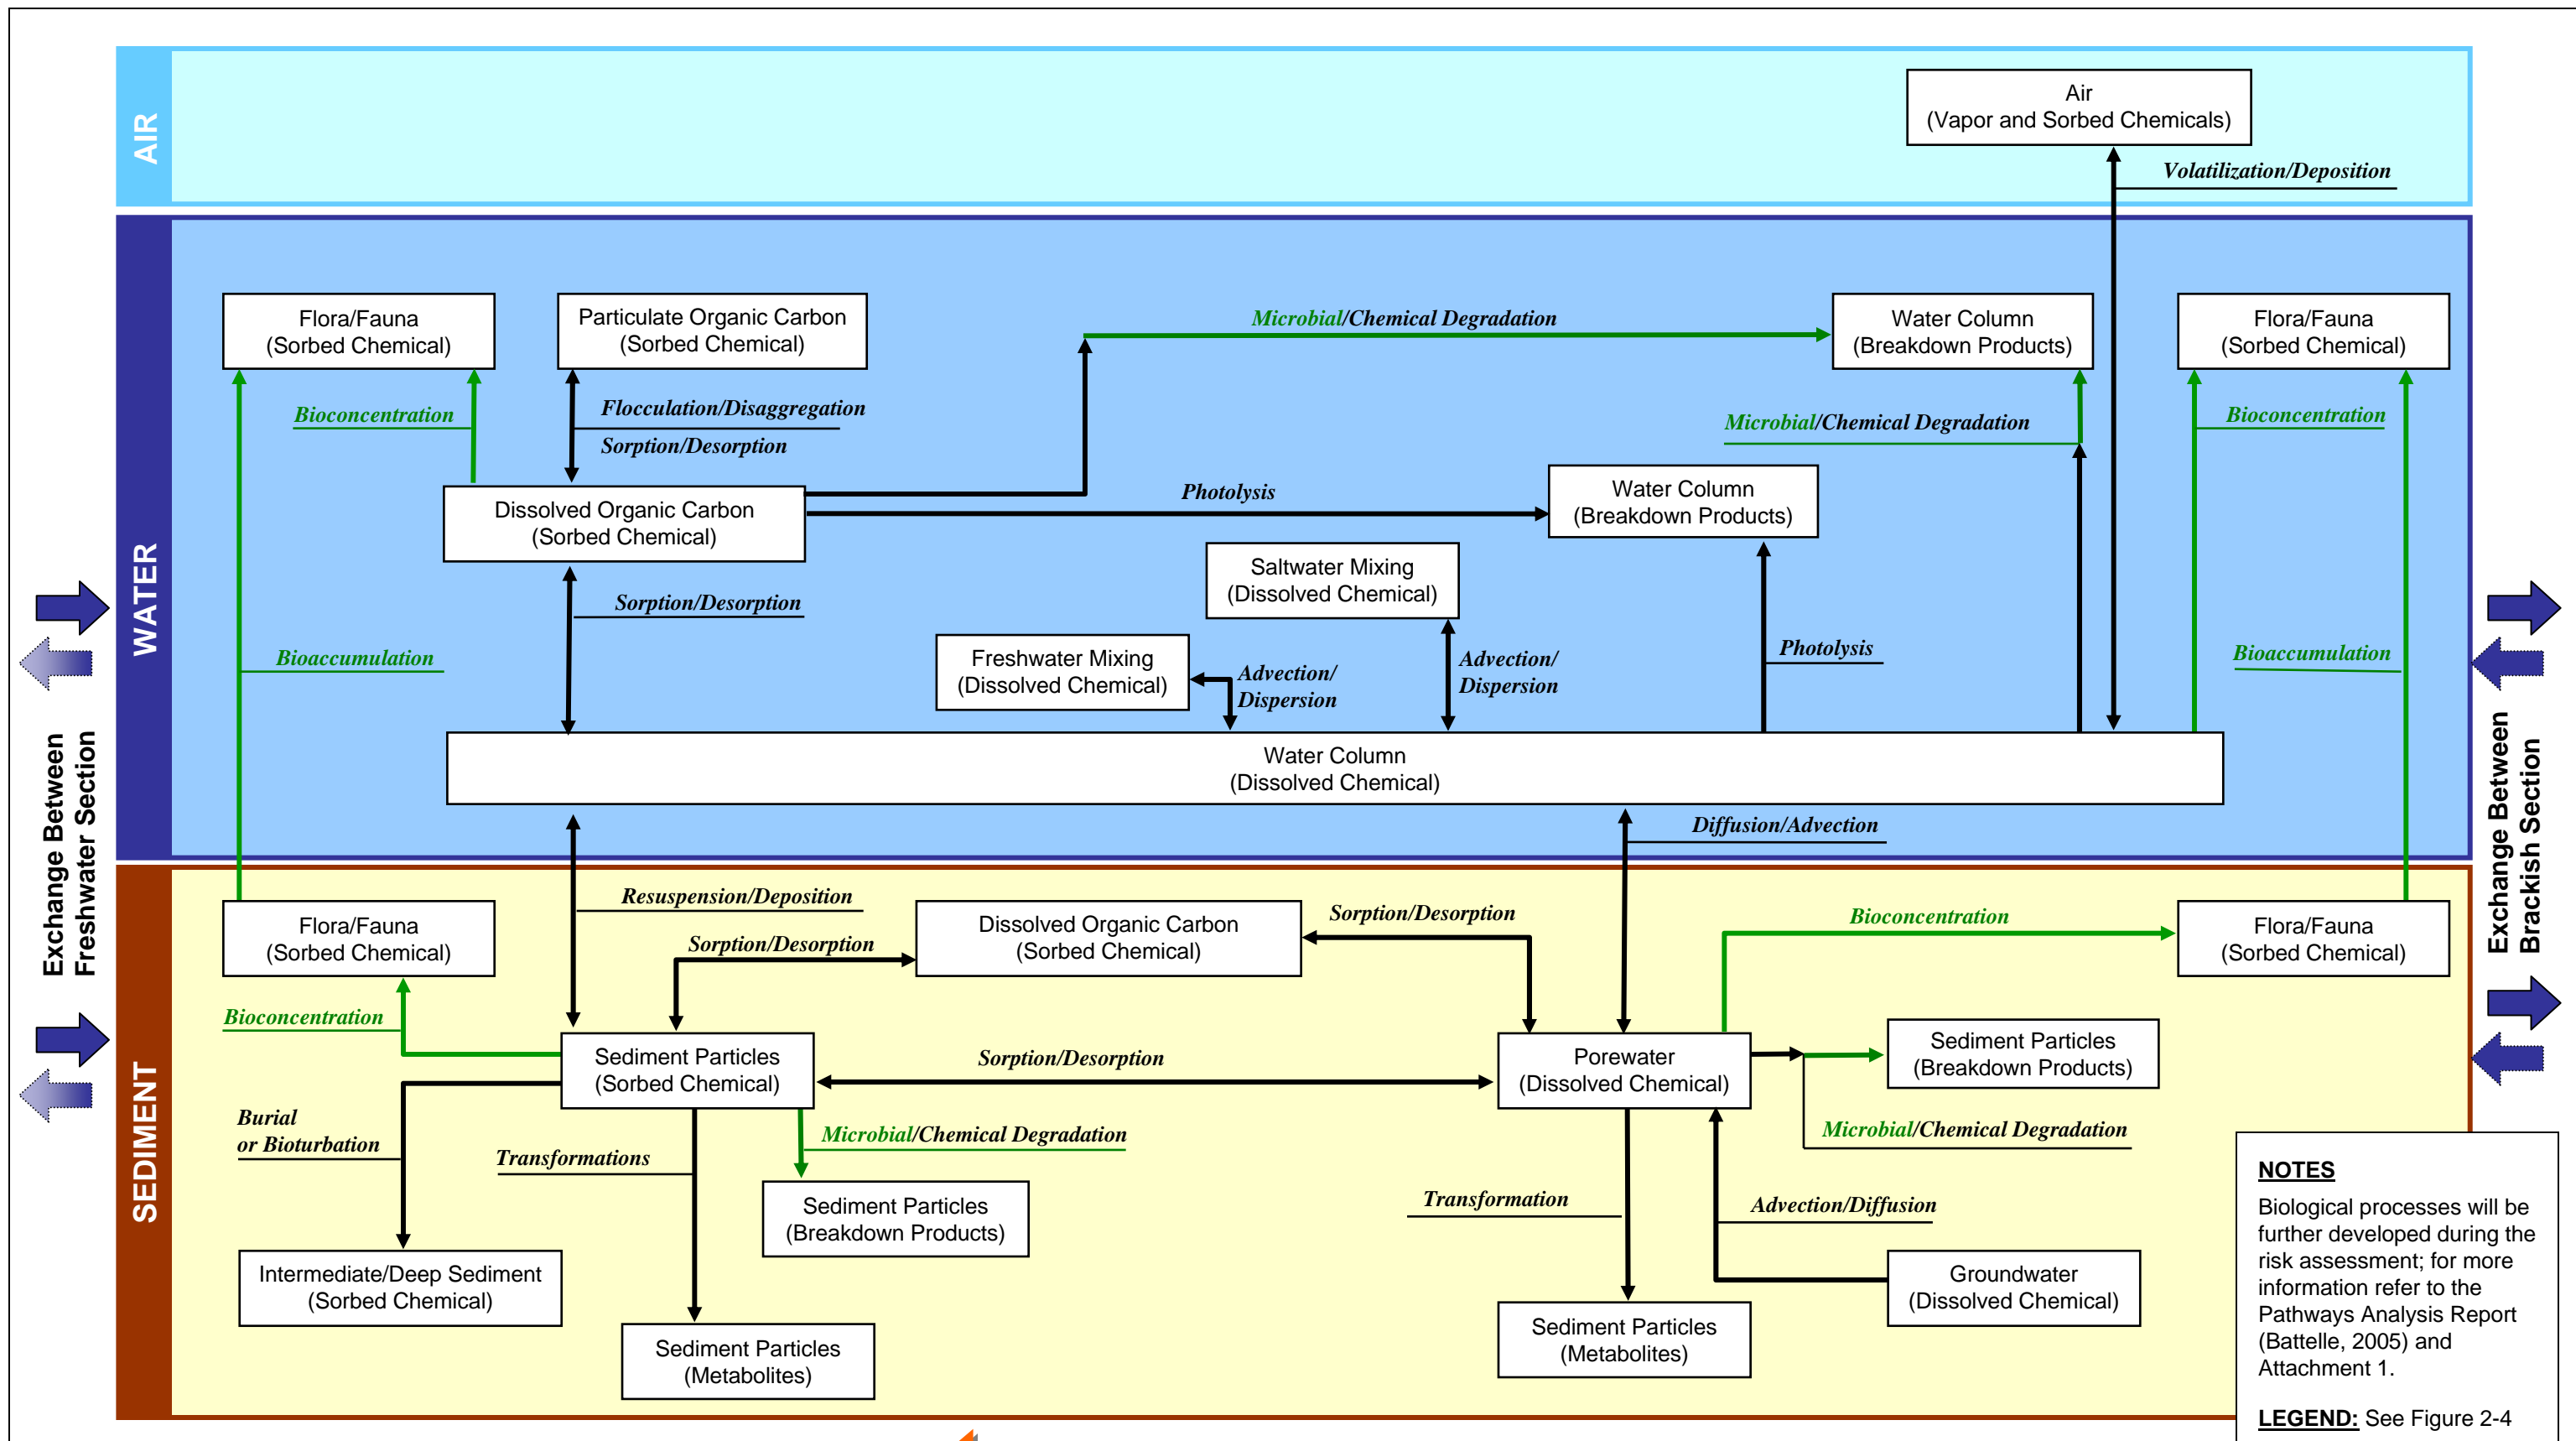 AIR
Air
(Vapor and Sorbed Chemicals)
Volatilization/Deposition
WATER
Flora/Fauna
(Sorbed Chemical)
Particulate Organic Carbon
(Sorbed Chemical)
Microbial/Chemical Degradation
Water Column
(Breakdown Products)
Flora/Fauna
(Sorbed Chemical)
Bioconcentration
Flocculation/Disaggregation
Sorption/Desorption
Microbial/Chemical Degradation
Bioconcentration
Dissolved Organic Carbon
(Sorbed Chemical)
Photolysis
Water Column
(Breakdown Products)
Saltwater Mixing
(Dissolved Chemical)
Sorption/Desorption
Freshwater Mixing
(Dissolved Chemical)
Advection/
Dispersion
Advection/
Dispersion
Photolysis
Bioaccumulation
Bioaccumulation
Water Column
(Dissolved Chemical)
Diffusion/Advection
Exchange Between
Freshwater Section
Exchange Between
Brackish Section
SEDIMENT
Resuspension/Deposition
Flora/Fauna
(Sorbed Chemical)
Sorption/Desorption
Dissolved Organic Carbon
(Sorbed Chemical)
Sorption/Desorption
Bioconcentration
Flora/Fauna
(Sorbed Chemical)
Bioconcentration
Sediment Particles
(Sorbed Chemical)
Sorption/Desorption
Porewater
(Dissolved Chemical)
Sediment Particles
(Breakdown Products)
Burial
or Bioturbation
Transformations
Microbial/Chemical Degradation
Microbial/Chemical Degradation
Sediment Particles
(Breakdown Products)
Transformation
Advection/Diffusion
Intermediate/Deep Sediment
(Sorbed Chemical)
Groundwater
(Dissolved Chemical)
Sediment Particles
(Metabolites)
Sediment Particles
(Metabolites)
NOTES
Biological processes will be
further developed during the
risk assessment; for more
information refer to the
Pathways Analysis Report
(Battelle, 2005) and
Attachment 1.
LEGEND: See Figure 2-4